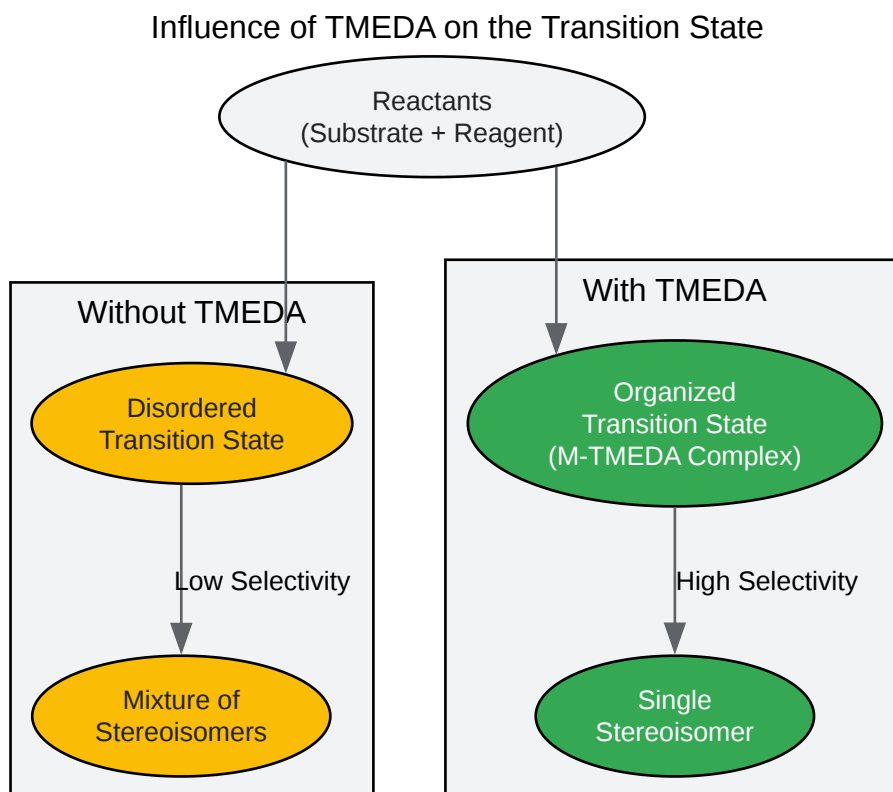 Influence of TMEDA on the Transition State
Reactants
(Substrate + Reagent)
Without TMEDA
Disordered
Transition State
Low Selectivity
Mixture of
Stereoisomers
With TMEDA
Organized
Transition State
(M-TMEDA Complex)
High Selectivity
Single
Stereoisomer